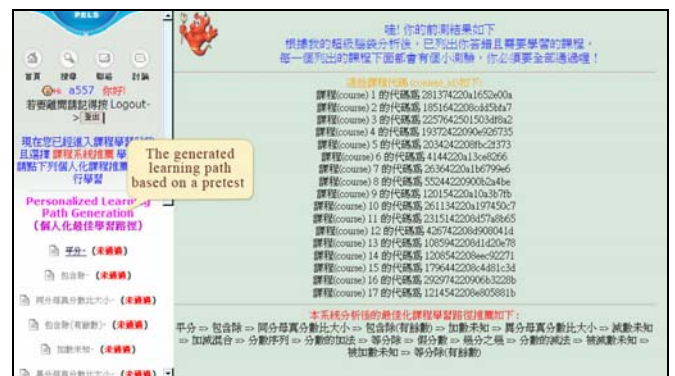 PELS
首頁 搜尋 聯絡 討論
a557 你好!
若要離開請記得按 Logout-
>登出
現在您已經進入課程學習
且選擇 課程系統推薦 學
請點下列個人化課程推薦
行學習
The generated
learning path
based on a pretest
Personalized Learning
Path Generation
(個人化最佳學習路徑)
平分- (未通過)
包含除- (未通過)
同分母真分數比大小- (未通過)
包含除(有餘數)- (未通過)
加數未知- (未通過)
異分母真分數比大小- (未通過)
哇! 你的前測結果如下
根據我的超級腦袋分析後,已列出你答錯且需要學習的課程,
每一個列出的課程下面都會有個小測驗,你必須要全部通過喔!
課程(course) 1 的代碼為 281374220a1652e00a
課程(course) 2 的代碼為 1851642208cdd5bfa7
課程(course) 3 的代碼為 2257642501503df8a2
課程(course) 4 的代碼為 19372422090e926735
課程(course) 5 的代碼為 2034242208fbc2f373
課程(course) 6 的代碼為 4144220a13ce8266
課程(course) 7 的代碼為 26364220a1b6799e6
課程(course) 8 的代碼為 55244220900b2a4be
課程(course) 9 的代碼為 120154220a10a3b7fb
課程(course) 10 的代碼為 261134220a197450c7
課程(course) 11 的代碼為 2315142208d57a8b65
課程(course) 12 的代碼為 426742208d908041d
課程(course) 13 的代碼為 1085942208d1d20e78
課程(course) 14 的代碼為 1208542208eec92271
課程(course) 15 的代碼為 1796442208c4d81c3d
課程(course) 16 的代碼為 292974220906b3228b
課程(course) 17 的代碼為 1214542208e805881b
本系統分析後的最佳化課程學習路徑推薦如下:
平分 => 包含除 => 同分母真分數比大小 => 包含除(有餘數) => 加數未知 => 異分母真分數比大小 => 減數未知
=> 加減混合 => 分數序列 => 分數的加法 => 等分除 => 假分數 => 幾分之幾 => 分數的減法 => 被減數未知 =>
被加數未知 => 等分除(有餘數)